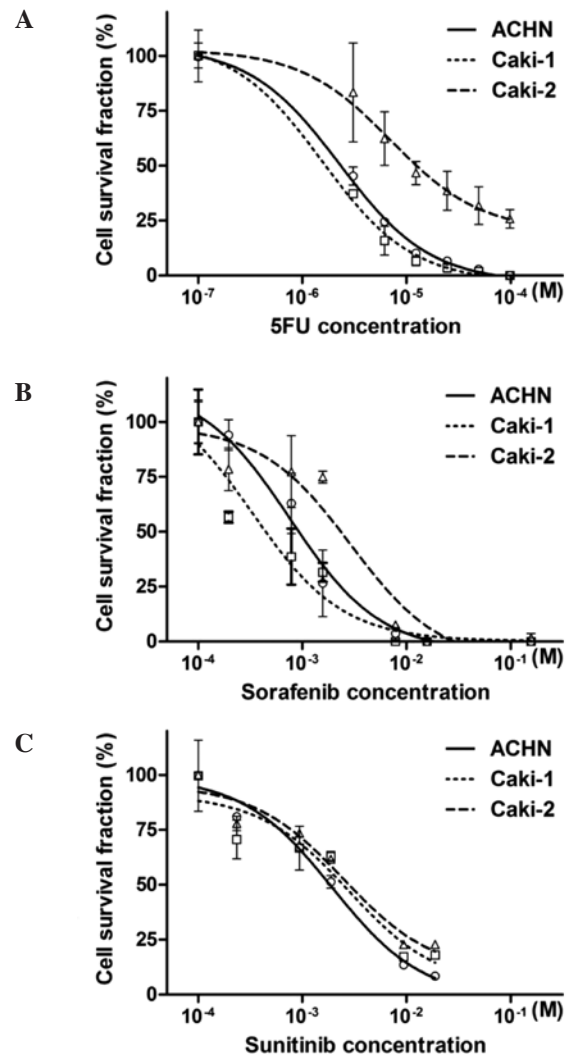 A
Cell survival fraction (%)
100
75
50
25
0
ACHN
Caki-1
Caki-2
10-7
10-6
10-5
10-4 (M)
5FU concentration
B
Cell survival fraction (%)
100
75
50
25
0
ACHN
Caki-1
Caki-2
10-4
10-3
10-2
10-1 (M)
Sorafenib concentration
C
Cell survival fraction (%)
100
75
50
25
0
ACHN
Caki-1
Caki-2
10-4
10-3
10-2
10-1 (M)
Sunitinib concentration